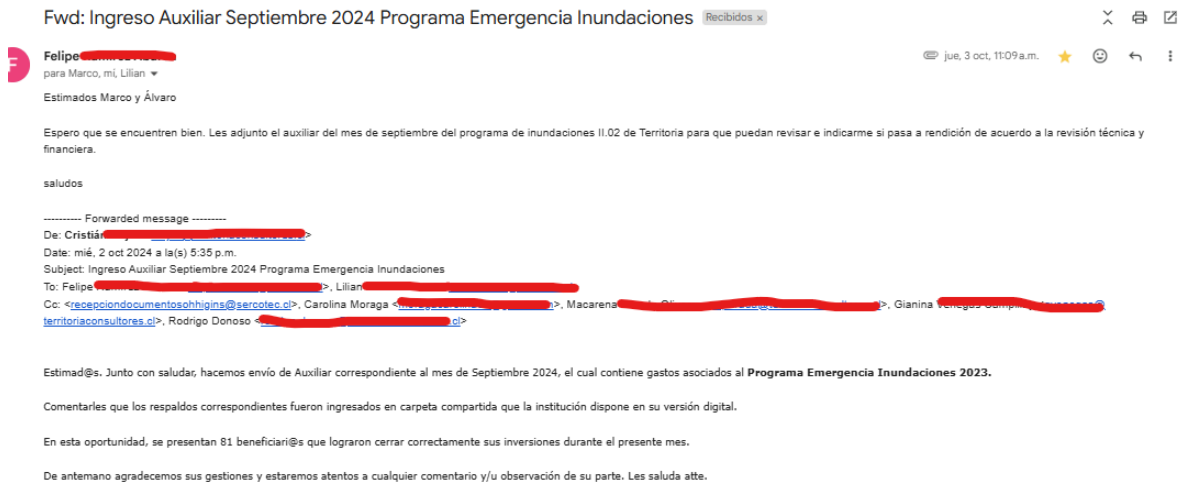 Fwd: Ingreso Auxiliar Septiembre 2024 Programa Emergencia Inundaciones Recibidos x
Felipe
jue, 3 oct, 11:09 a.m.
para Marco, mí, Lilian
Estimados Marco y Álvaro
Espero que se encuentren bien. Les adjunto el auxiliar del mes de septiembre del programa de inundaciones II.02 de Territoria para que puedan revisar e indicarme si pasa a rendición de acuerdo a la revisión técnica y
financiera.
saludos
---------- Forwarded message ---------
De: Cristián >
Date: mié, 2 oct 2024 a la(s) 5:35 p.m.
Subject: Ingreso Auxiliar Septiembre 2024 Programa Emergencia Inundaciones
To: Felipe >, Lilian
Cc: <recepciondocumentosohhigins@sercotec.cl>, Carolina Moraga < >, Macarena >, Gianina @
territoriaconsultores.cl>, Rodrigo Donoso < cl>
Estimad@s. Junto con saludar, hacemos envío de Auxiliar correspondiente al mes de Septiembre 2024, el cual contiene gastos asociados al Programa Emergencia Inundaciones 2023.
Comentarles que los respaldos correspondientes fueron ingresados en carpeta compartida que la institución dispone en su versión digital.
En esta oportunidad, se presentan 81 beneficiari@s que lograron cerrar correctamente sus inversiones durante el presente mes.
De antemano agradecemos sus gestiones y estaremos atentos a cualquier comentario y/u observación de su parte. Les saluda atte.